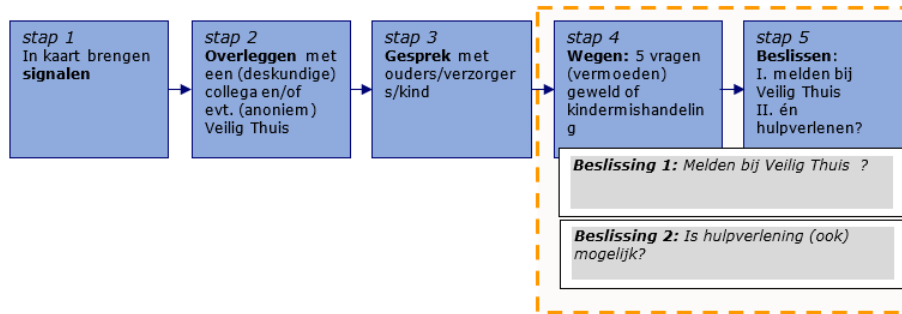 stap 1
In kaart brengen
signalen
stap 2
Overleggen met
een (deskundige)
collega en/of
evt. (anoniem)
Veilig Thuis
stap 3
Gesprek met
ouders/verzorger
s/kind
stap 4
Wegen: 5 vragen
(vermoeden)
geweld of
kindermishandelin
g
stap 5
Beslissen:
I. melden bij
Veilig Thuis
II. én
hulpverlenen?
Beslissing 1: Melden bij Veilig Thuis ?
Beslissing 2: Is hulpverlening (ook)
mogelijk?